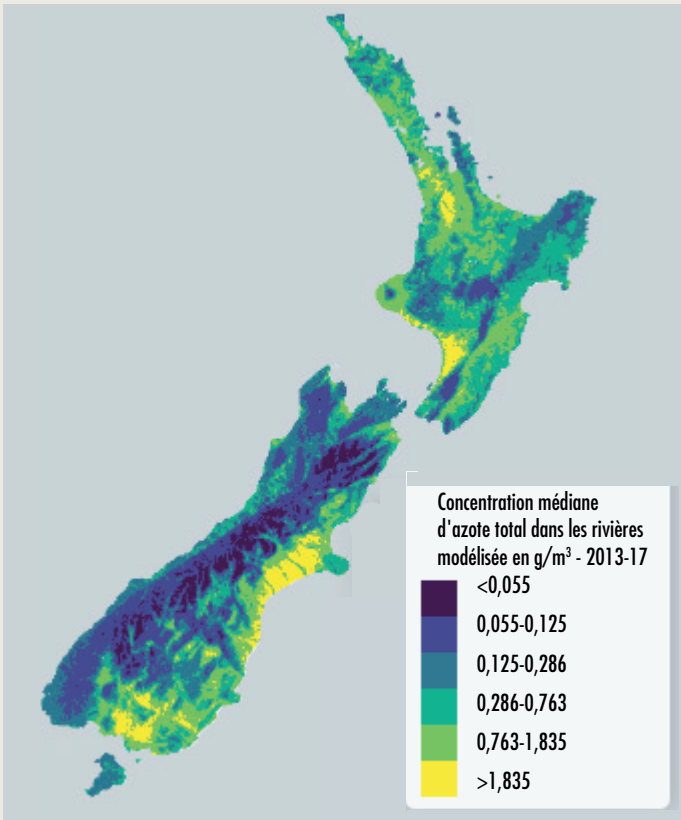 Concentration médiane
d'azote total dans les rivières
modélisée en g/m³ - 2013-17
<0,055
0,055-0,125
0,125-0,286
0,286-0,763
0,763-1,835
>1,835